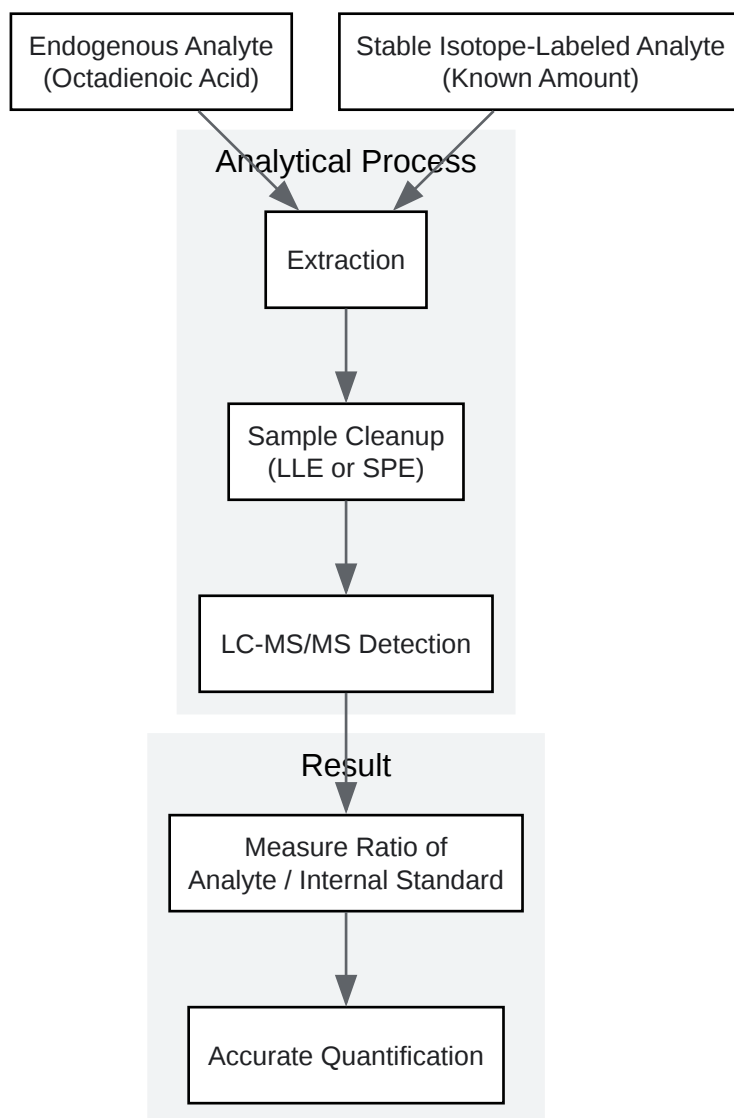 Endogenous Analyte
(Octadienoic Acid)
Stable Isotope-Labeled Analyte
(Known Amount)
Analytical Process
Extraction
Sample Cleanup
(LLE or SPE)
LC-MS/MS Detection
Result
Measure Ratio of
Analyte / Internal Standard
Accurate Quantification